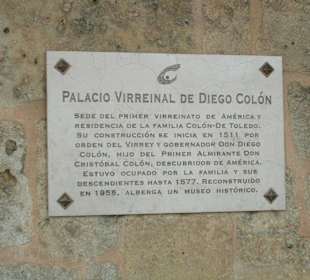 PALACIO VIRREINAL DE DIEGO COLÓN
SEDE DEL PRIMER VIRREINATO DE AMÉRICA Y
RESIDENCIA DE LA FAMILIA COLÓN-DE TOLEDO.
SU CONSTRUCCIÓN SE INICIA EN 1511 POR
ORDEN DEL VIRREY Y GOBERNADOR DON DIEGO
COLÓN, HIJO DEL PRIMER ALMIRANTE DON
CRISTÓBAL COLÓN, DESCUBRIDOR DE AMÉRICA.
ESTUVO OCUPADO POR LA FAMILIA Y SUS
DESCENDIENTES HASTA 1577. RECONSTRUIDO
EN 1955, ALBERGA UN MUSEO HISTÓRICO.